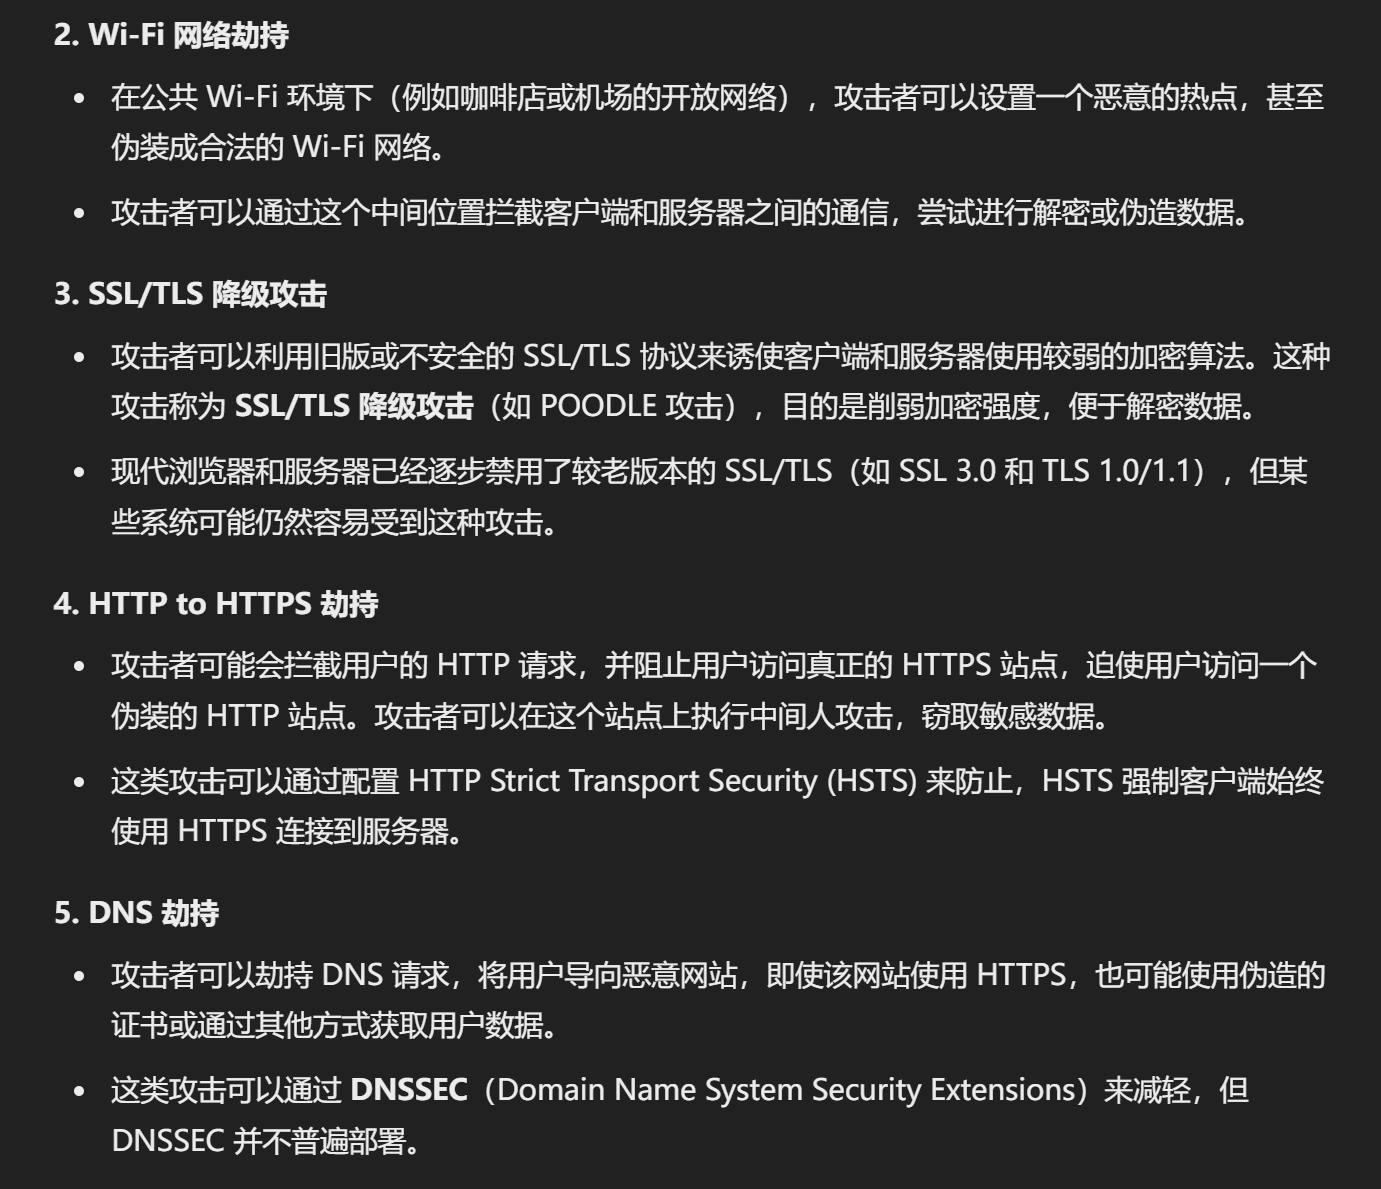 2. Wi-Fi 网络劫持
• 在公共 Wi-Fi 环境下（例如咖啡店或机场的开放网络），攻击者可以设置一个恶意的热点，甚至
伪装成合法的 Wi-Fi 网络。
• 攻击者可以通过这个中间位置拦截客户端和服务器之间的通信，尝试进行解密或伪造数据。
3. SSL/TLS 降级攻击
• 攻击者可以利用旧版或不安全的 SSL/TLS 协议来诱使客户端和服务器使用较弱的加密算法。这种
攻击称为 SSL/TLS 降级攻击（如 POODLE 攻击），目的是削弱加密强度，便于解密数据。
• 现代浏览器和服务器已经逐步禁用了较老版本的 SSL/TLS（如 SSL 3.0 和 TLS 1.0/1.1），但某
些系统可能仍然容易受到这种攻击。
4. HTTP to HTTPS 劫持
• 攻击者可能会拦截用户的 HTTP 请求，并阻止用户访问真正的 HTTPS 站点，迫使用户访问一个
伪装的 HTTP 站点。攻击者可以在这个站点上执行中间人攻击，窃取敏感数据。
• 这类攻击可以通过配置 HTTP Strict Transport Security (HSTS) 来防止，HSTS 强制客户端始终
使用 HTTPS 连接到服务器。
5. DNS 劫持
• 攻击者可以劫持 DNS 请求，将用户导向恶意网站，即使该网站使用 HTTPS，也可能使用伪造的
证书或通过其他方式获取用户数据。
• 这类攻击可以通过 DNSSEC（Domain Name System Security Extensions）来减轻，但
DNSSEC 并不普遍部署。